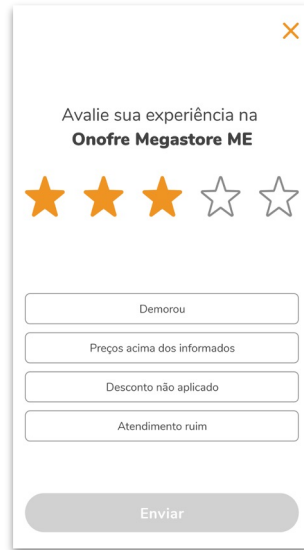 Avalie sua experiência na
Onofre Megastore ME
Demorou
Preços acima dos informados
Desconto não aplicado
Atendimento ruim
Enviar